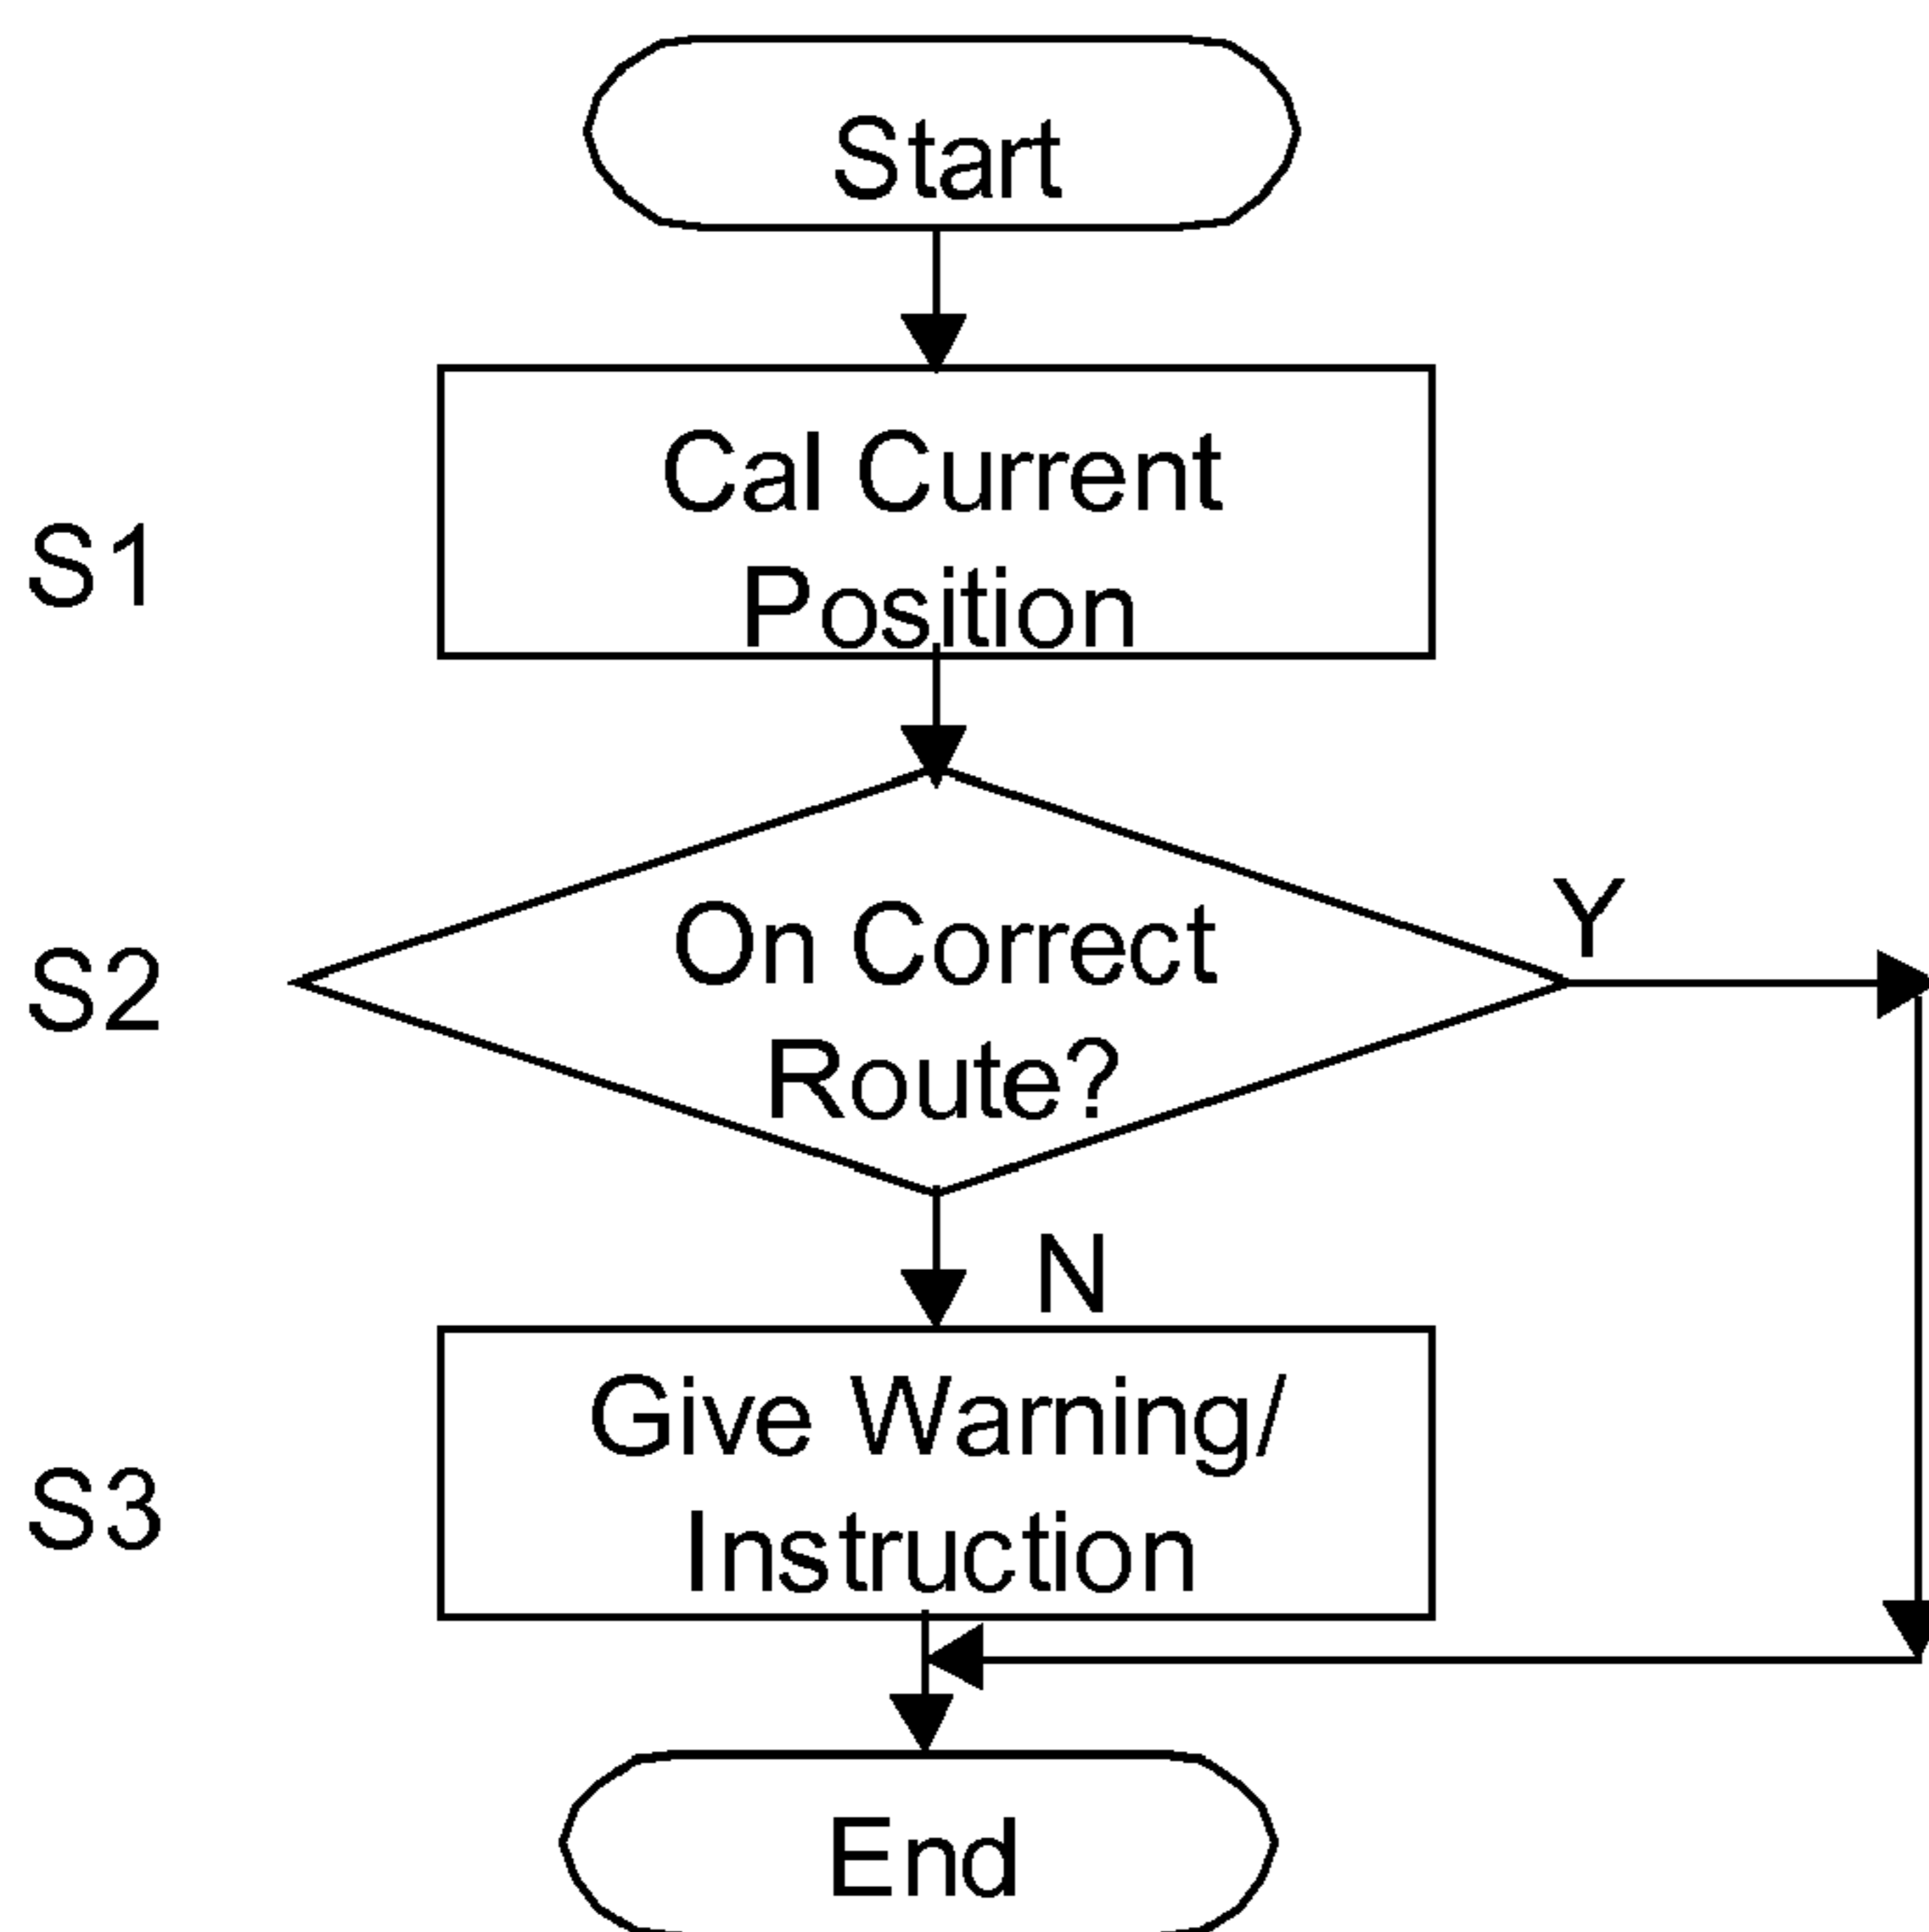 Start
S1
Cal Current
Position
S2
On Correct
Route?
Y
N
S3
Give Warning/
Instruction
End